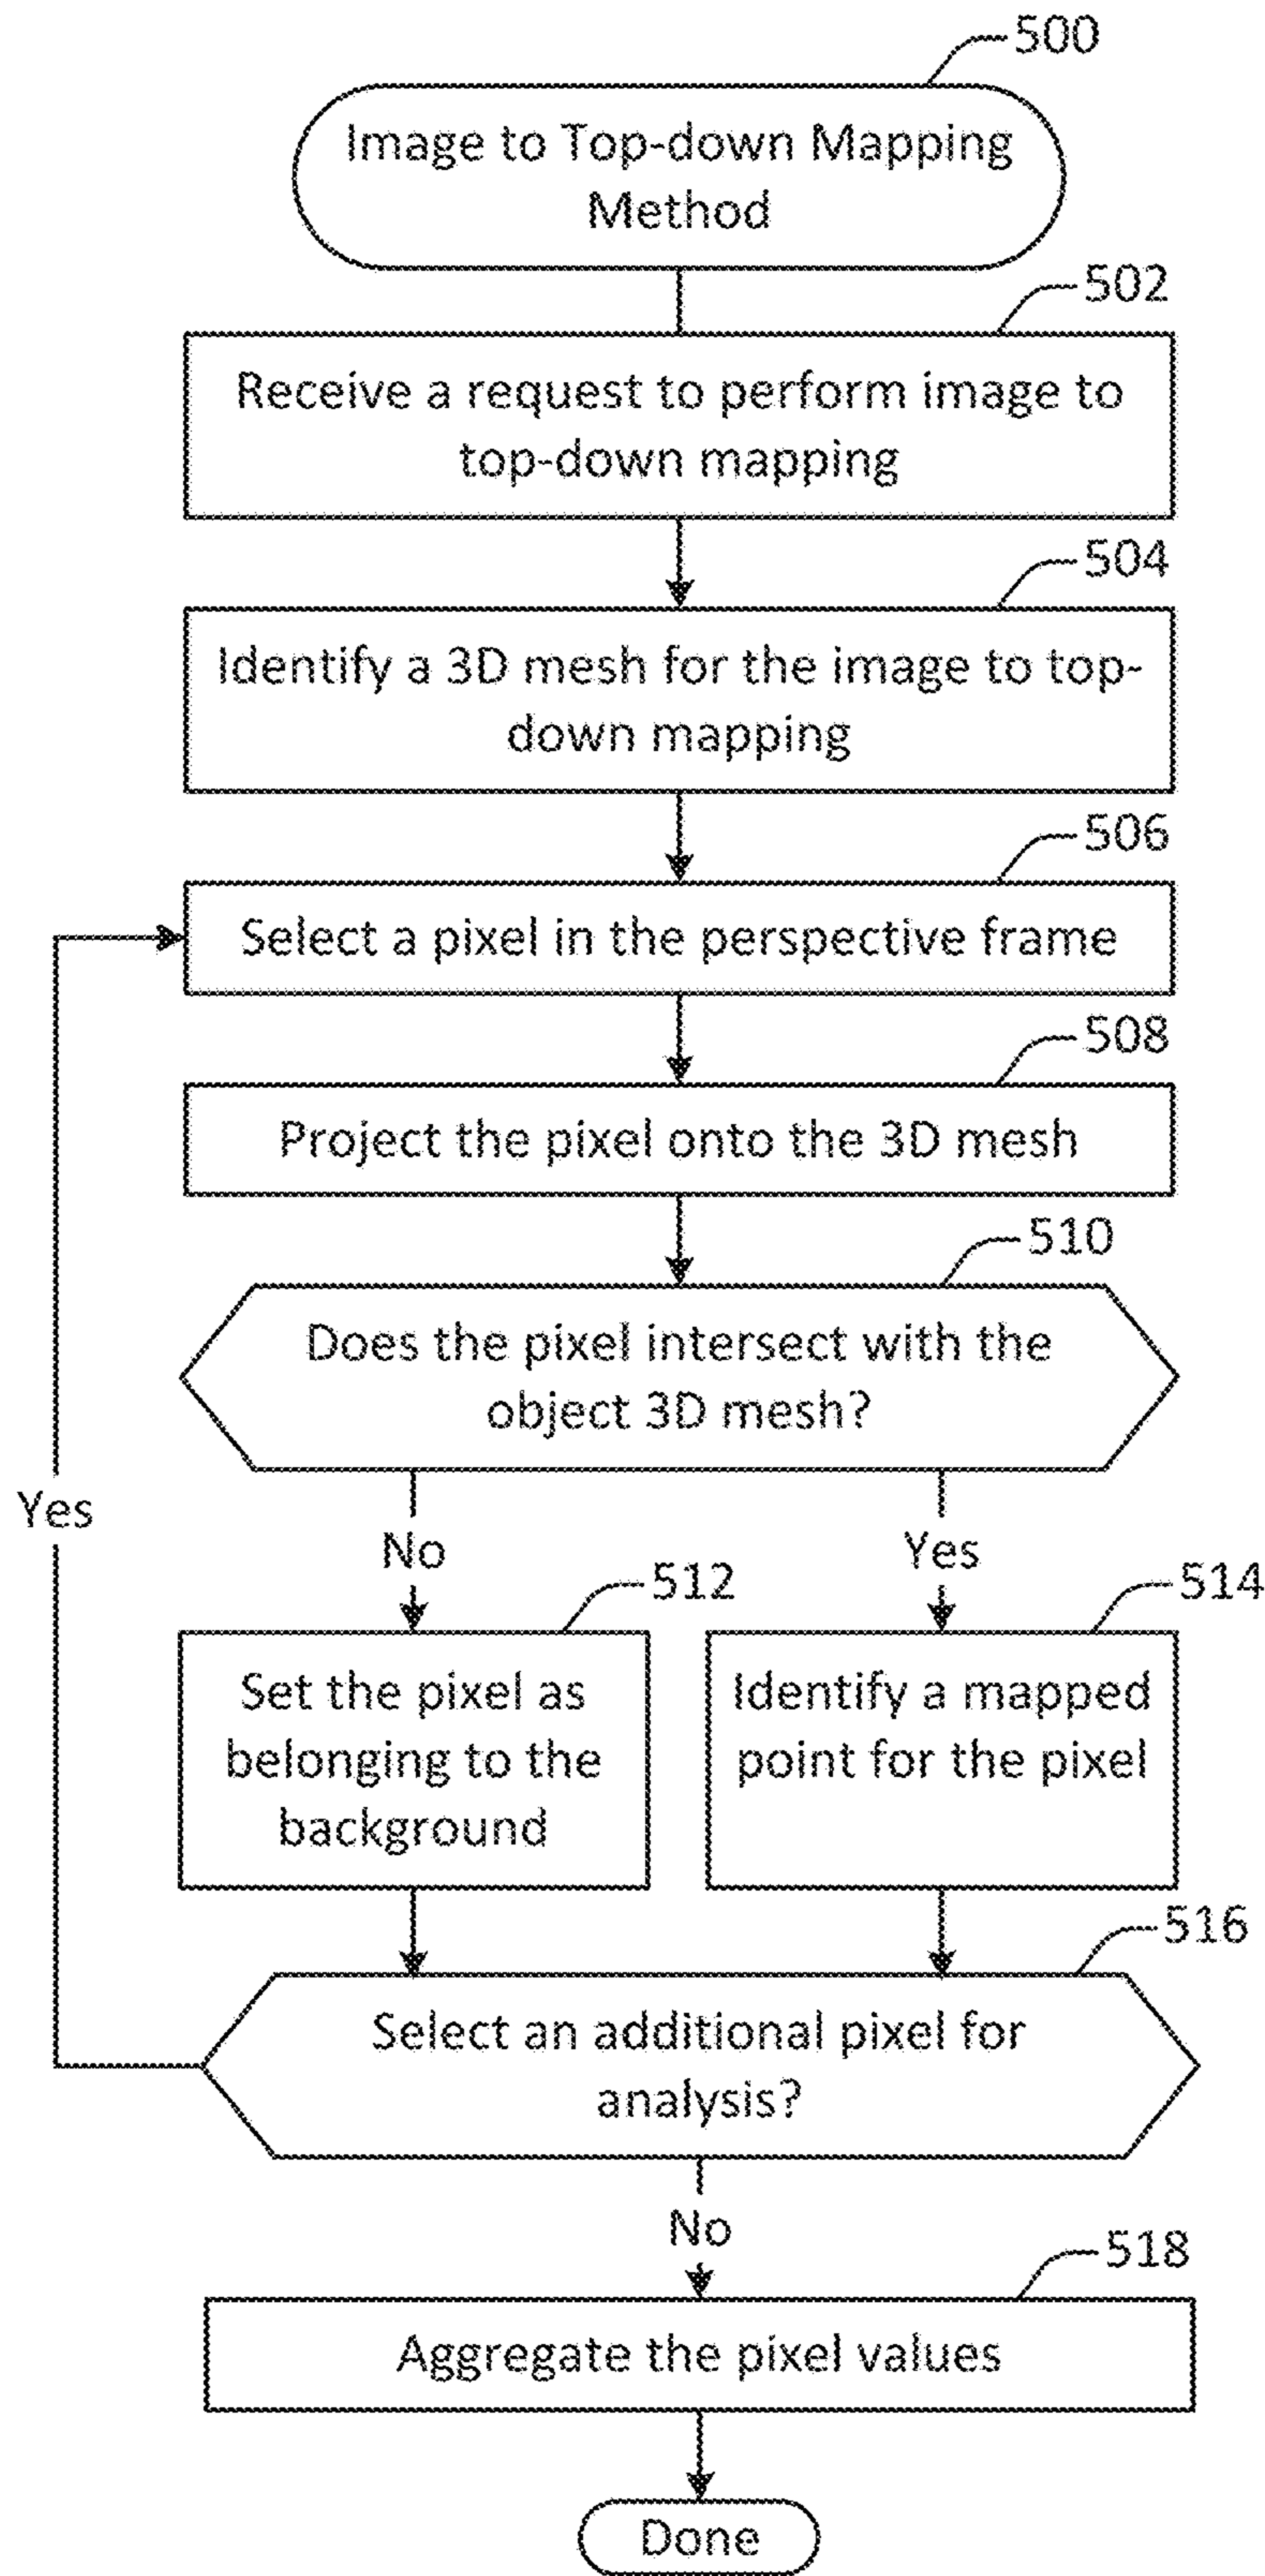 500
Image to Top-down Mapping
Method
502
Receive a request to perform image to
top-down mapping
504
Identify a 3D mesh for the image to top-
down mapping
506
Select a pixel in the perspective frame
508
Project the pixel onto the 3D mesh
510
Does the pixel intersect with the
object 3D mesh?
Yes
No
Yes
512
514
Set the pixel as
belonging to the
background
Identify a mapped
point for the pixel
516
Select an additional pixel for
analysis?
No
518
Aggregate the pixel values
Done